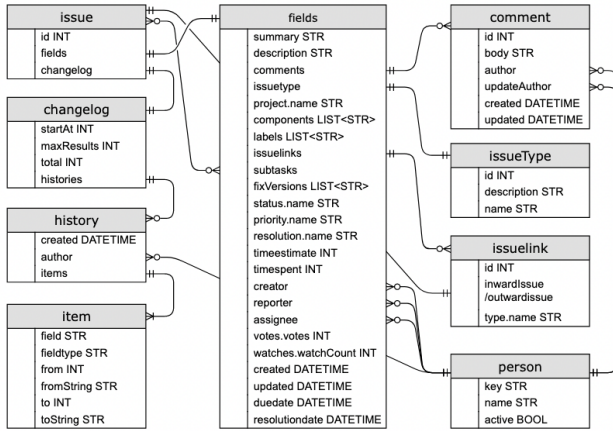 issue
id INT
fields
changelog
changelog
startAt INT
maxResults INT
total INT
histories
history
created DATETIME
author
items
item
field STR
fieldtype STR
from INT
fromString STR
to INT
toString STR
fields
summary STR
description STR
comments
issuetype
project.name STR
components LIST<STR>
labels LIST<STR>
issuelinks
subtasks
fixVersions LIST<STR>
status.name STR
priority.name STR
resolution.name STR
timeestimate INT
timespent INT
creator
reporter
assignee
votes.votes INT
watches.watchCount INT
created DATETIME
updated DATETIME
duedate DATETIME
resolutiondate DATETIME
comment
id INT
body STR
author
updateAuthor
created DATETIME
updated DATETIME
issueType
id INT
description STR
name STR
issuelink
id INT
inwardIssue
/outwardissue
type.name STR
person
key STR
name STR
active BOOL